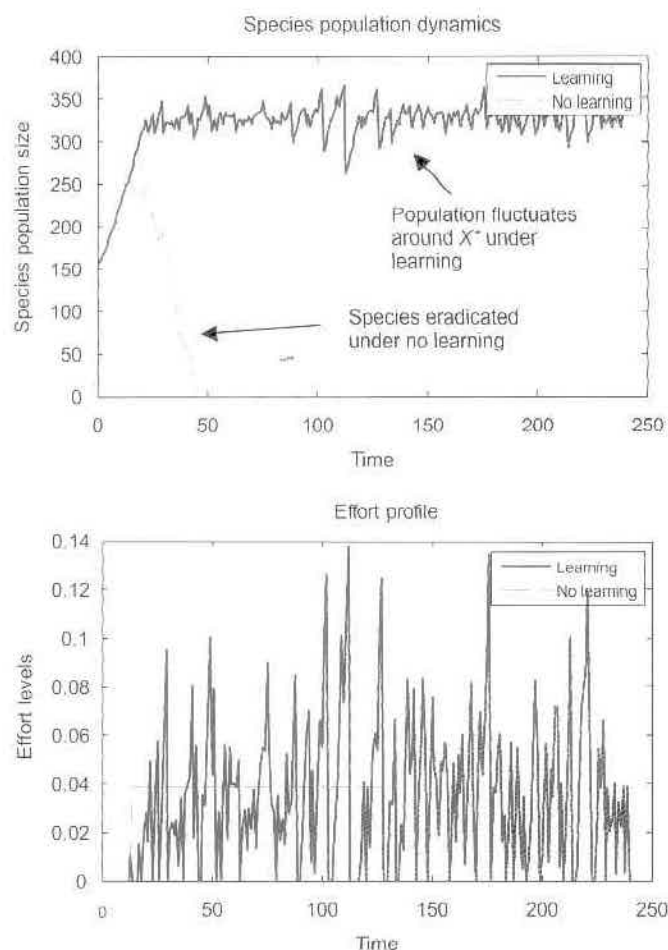 Species population dynamics
400
350
300
250
200
150
100
50
0
Species population size
Learning
No learning
Population fluctuates
around X* under
learning
Species eradicated
under no learning
0
50
100
150
200
250
Time
Effort profile
0.14
0.12
0.1
0.08
0.06
0.04
0.02
0
Effort levels
Learning
No learning
0
50
100
150
200
250
Time